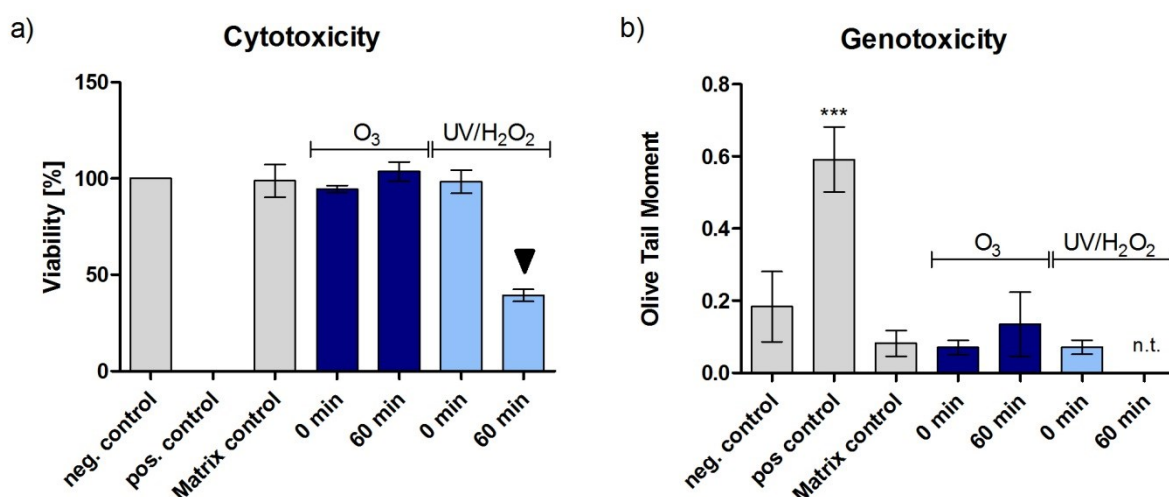 a)
Cytotoxicity
Viability [%]
150
100
50
0
O₃
UV/H₂O₂
neg. control
pos. control
Matrix control
0 min
60 min
0 min
60 min
b)
Genotoxicity
Olive Tail Moment
0.8
0.6
0.4
0.2
0.0
***
O₃
UV/H₂O₂
n.t.
neg. control
pos control
Matrix control
0 min
60 min
0 min
60 min